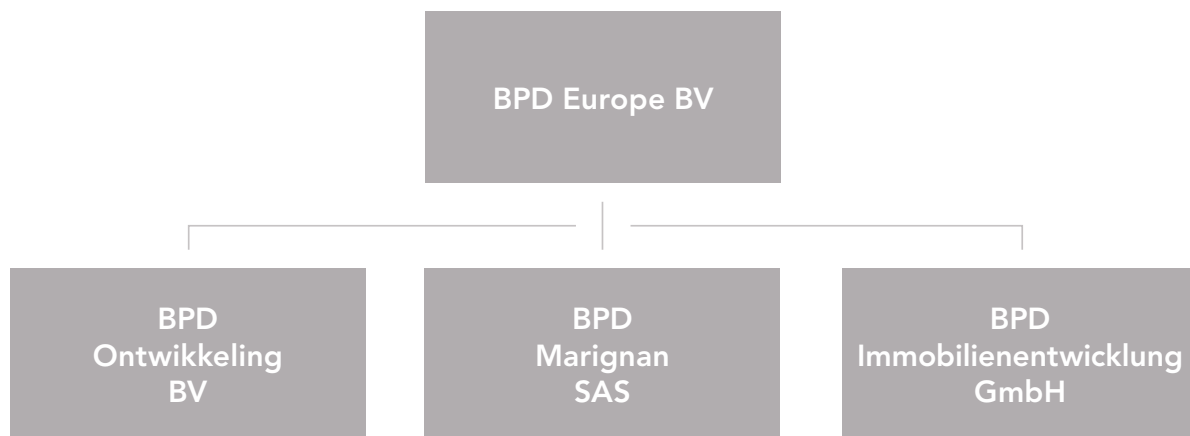 BPD Europe BV
BPD
Ontwikkeling
BV
BPD
Marignan
SAS
BPD
Immobilienentwicklung
GmbH